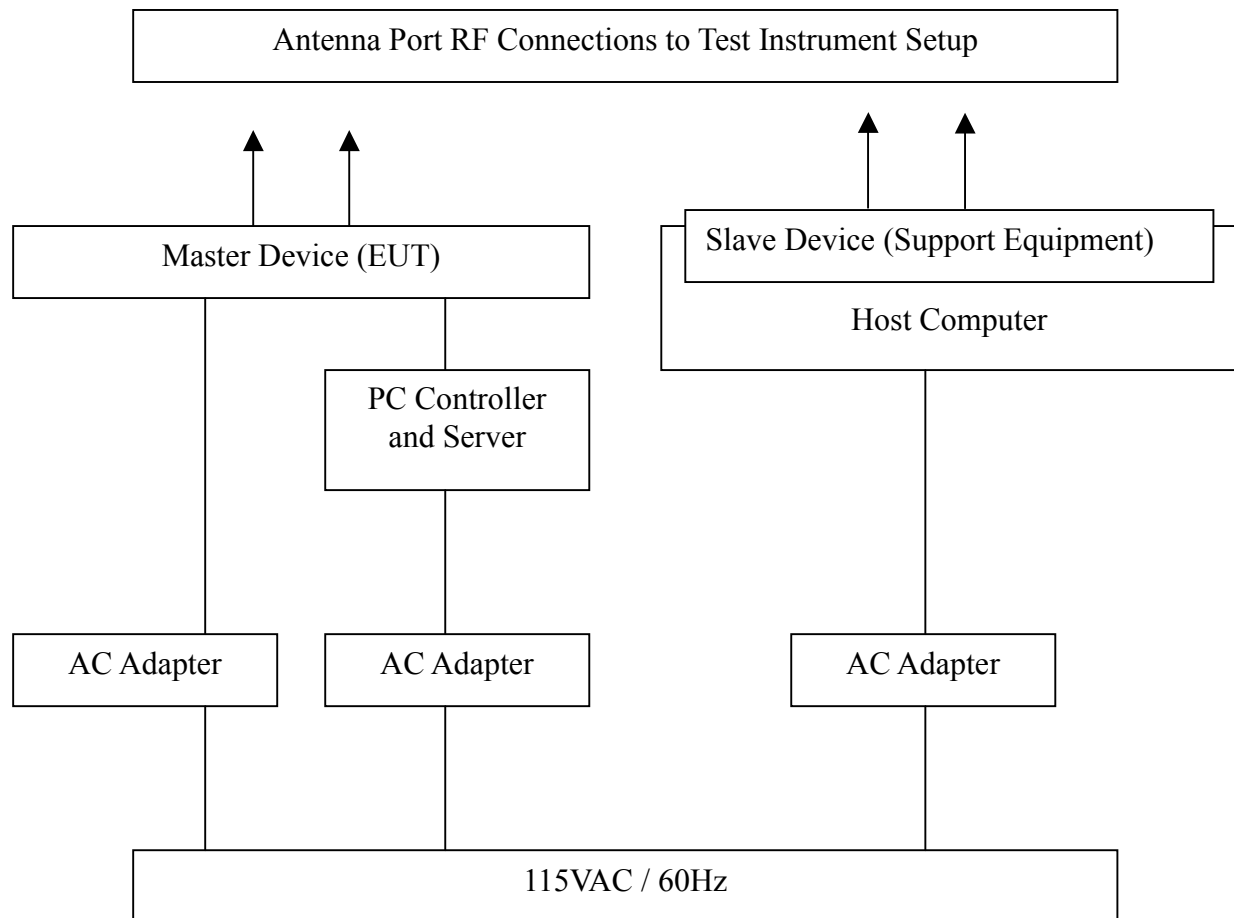 Antenna Port RF Connections to Test Instrument Setup
Master Device (EUT)
Slave Device (Support Equipment)
Host Computer
PC Controller
and Server
AC Adapter
AC Adapter
AC Adapter
115VAC / 60Hz